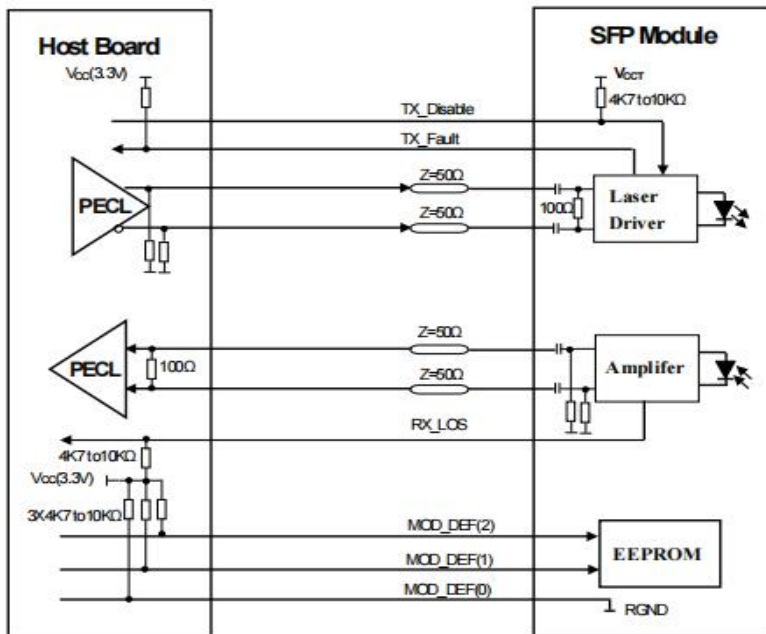 Host Board
SFP Module
Vcc(3.3V)
VCCT
4K7to10KΩ
TX_Disable
TX_Fault
PECL
Z=50Ω
Z=50Ω
100Ω
Laser
Driver
PECL
100Ω
Z=50Ω
Z=50Ω
Amplifer
RX_LOS
4K7to10KΩ
Vcc(3.3V)
3X4K7to10KΩ
MOD_DEF(2)
MOD_DEF(1)
MOD_DEF(0)
EEPROM
RGND